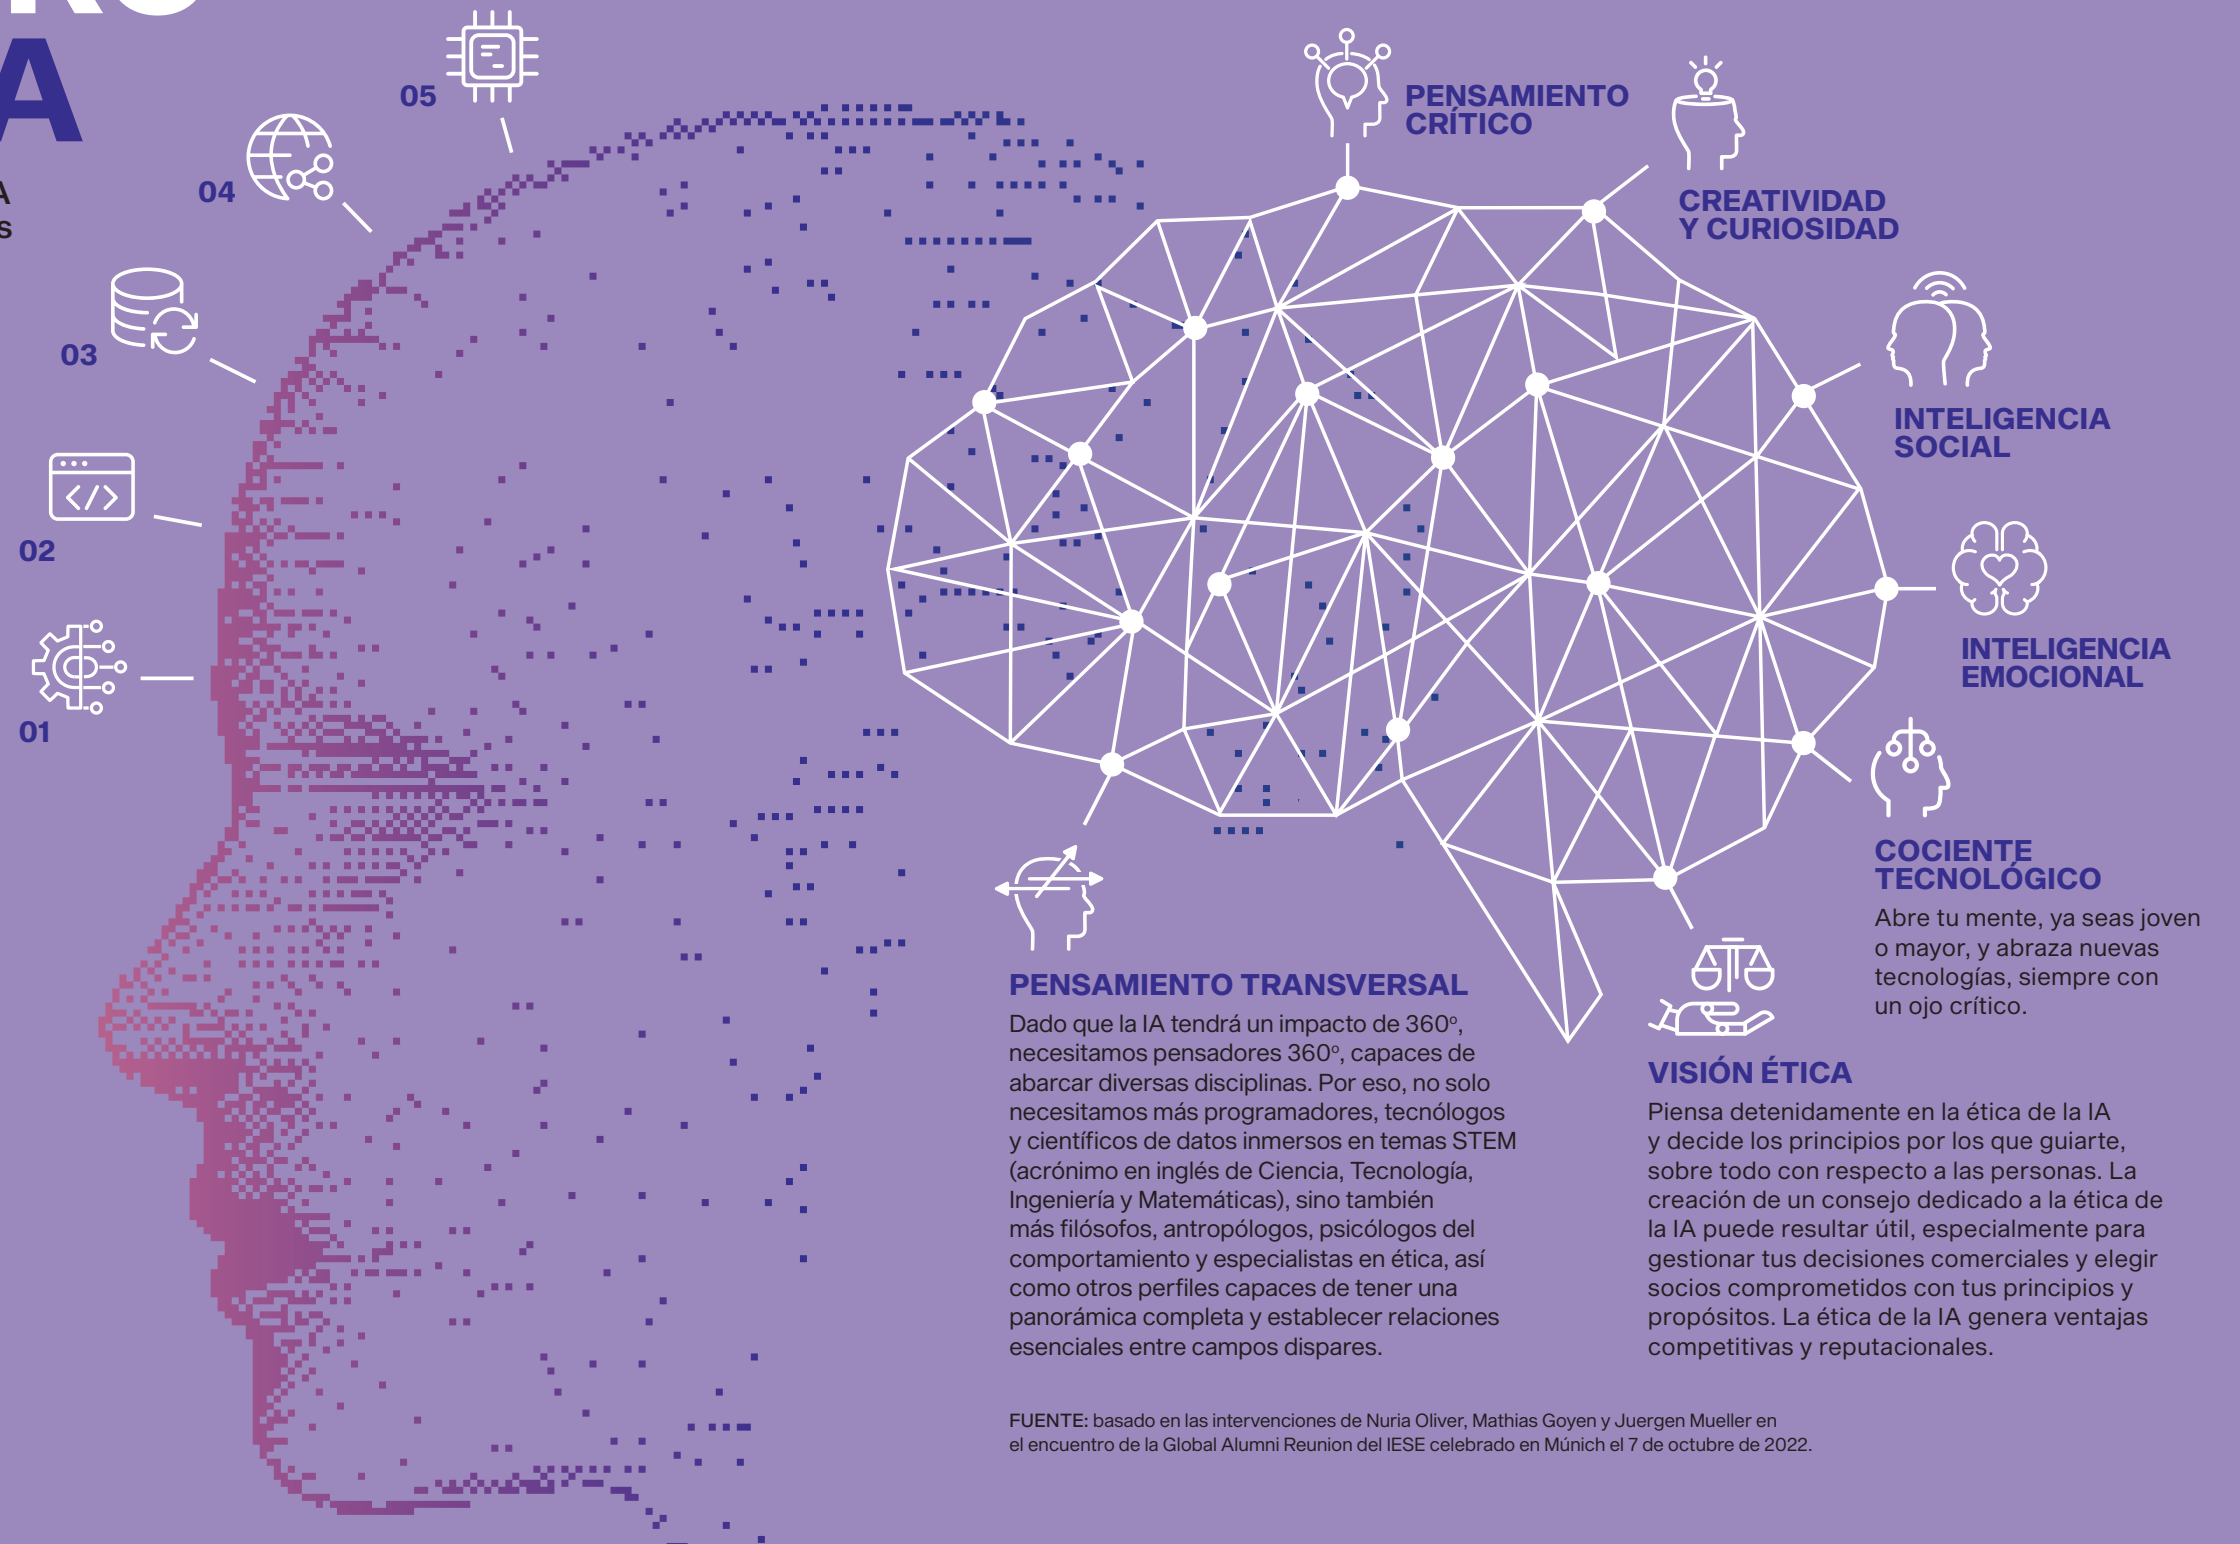 A
05
04
03
02
01
PENSAMIENTO
CRÍTICO
CREATIVIDAD
Y CURIOSIDAD
INTELIGENCIA
SOCIAL
INTELIGENCIA
EMOCIONAL
COCIENTE
TECNOLÓGICO
Abre tu mente, ya seas joven
o mayor, y abraza nuevas
tecnologías, siempre con
un ojo crítico.
PENSAMIENTO TRANSVERSAL
Dado que la IA tendrá un impacto de 360º,
necesitamos pensadores 360º, capaces de
abarcar diversas disciplinas. Por eso, no solo
necesitamos más programadores, tecnólogos
y científicos de datos inmersos en temas STEM
(acrónimo en inglés de Ciencia, Tecnología,
Ingeniería y Matemáticas), sino también
más filósofos, antropólogos, psicólogos del
comportamiento y especialistas en ética, así
como otros perfiles capaces de tener una
panorámica completa y establecer relaciones
esenciales entre campos dispares.
VISIÓN ÉTICA
Piensa detenidamente en la ética de la IA
y decide los principios por los que guiarte,
sobre todo con respecto a las personas. La
creación de un consejo dedicado a la ética de
la IA puede resultar útil, especialmente para
gestionar tus decisiones comerciales y elegir
socios comprometidos con tus principios y
propósitos. La ética de la IA genera ventajas
competitivas y reputacionales.
FUENTE: basado en las intervenciones de Nuria Oliver, Mathias Goyen y Juergen Mueller en
el encuentro de la Global Alumni Reunion del IESE celebrado en Múnich el 7 de octubre de 2022.